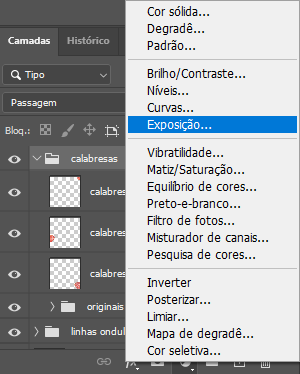 Camadas
Histórico
Tipo
Passagem
Bloq.:
calabresas
calabres
calabres
calabres
originais
linhas ondul
fx
Cor sólida...
Degradê...
Padrão...
Brilho/Contraste...
Níveis...
Curvas...
Exposição...
Vibratilidade...
Matiz/Saturação...
Equilíbrio de cores...
Preto-e-branco...
Filtro de fotos...
Misturador de canais...
Pesquisa de cores...
Inverter
Posterizar...
Limiar...
Mapa de degradê...
Cor seletiva...